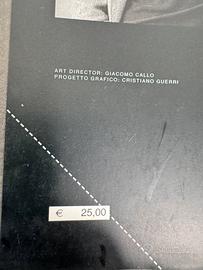 ART DIRECTOR: GIACOMO CALLO
PROGETTO GRAFICO: CRISTIANO GUERRI
€ 25,00